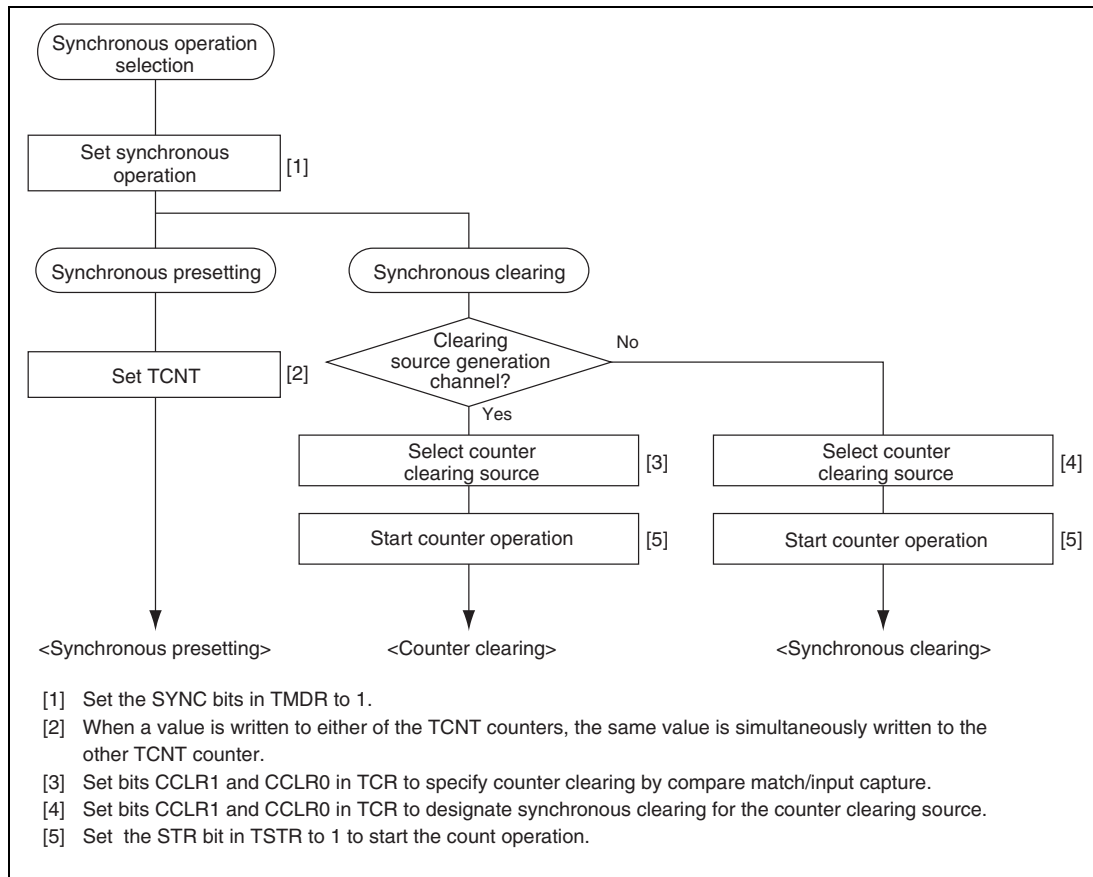 Synchronous operation
selection
Set synchronous
operation
[1]
Synchronous presetting
Synchronous clearing
Clearing
source generation
channel?
No
Yes
Set TCNT
[2]
Select counter
clearing source
[3]
Select counter
clearing source
[4]
Start counter operation
[5]
Start counter operation
[5]
<Synchronous presetting>
<Counter clearing>
<Synchronous clearing>
[1] Set the SYNC bits in TMDR to 1.
[2] When a value is written to either of the TCNT counters, the same value is simultaneously written to the
other TCNT counter.
[3] Set bits CCLR1 and CCLR0 in TCR to specify counter clearing by compare match/input capture.
[4] Set bits CCLR1 and CCLR0 in TCR to designate synchronous clearing for the counter clearing source.
[5] Set the STR bit in TSTR to 1 to start the count operation.